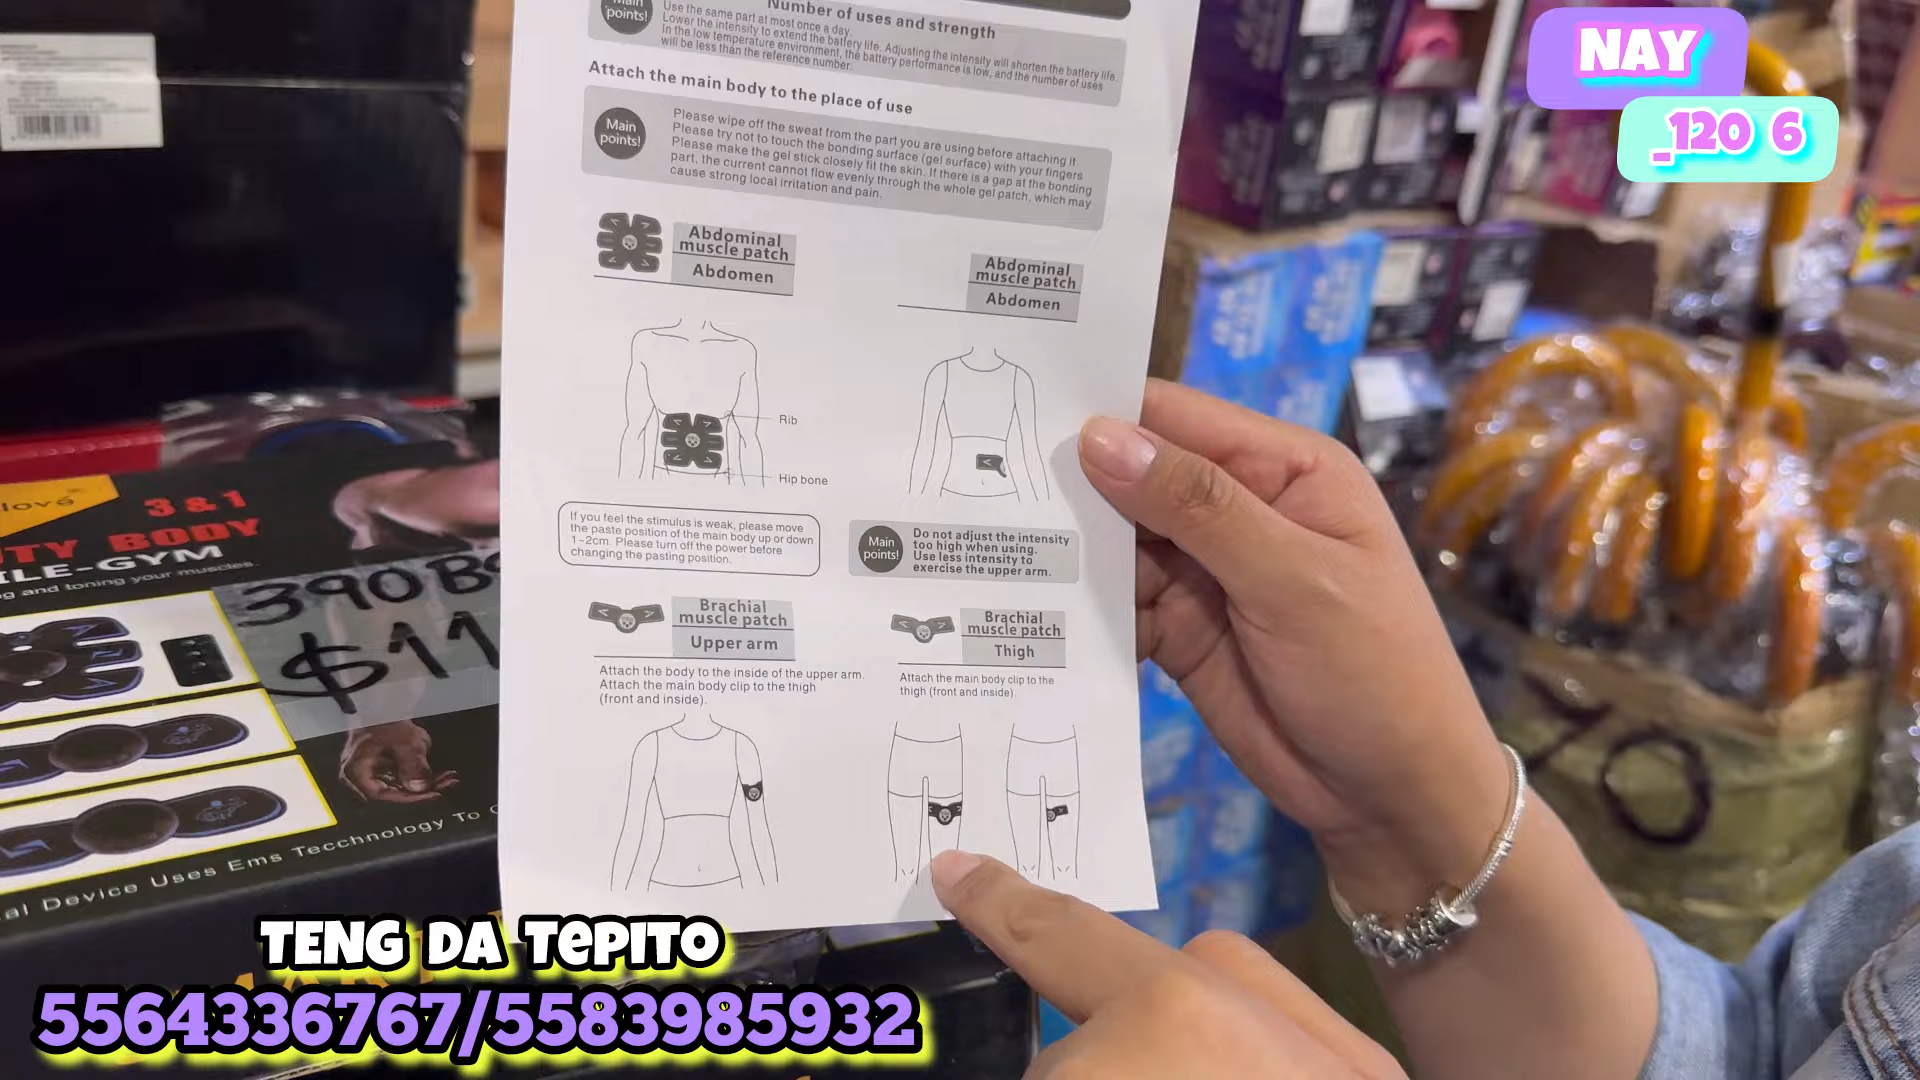 Main
points!
Number of uses and strength
Use the same part at most once a day.
Lower the intensity to extend the battery life. Adjusting the intensity will shorten the battery life.
In the low temperature environment, the battery performance is low, and the number of uses
will be less than the reference number.
Attach the main body to the place of use
Main
points!
Please wipe off the sweat from the part you are using before attaching it
Please try not to touch the bonding surface (gel surface) with your fingers
Please make the gel stick closely fit the skin. If there is a gap at the bonding
part, the current cannot flow evenly through the whole gel patch, which may
cause strong local irritation and pain.
Abdominal
muscle patch
Abdomen
Abdominal
muscle patch
Abdomen
Rib
Hip bone
If you feel the stimulus is weak, please move
the paste position of the main body up or down
1~2cm. Please turn off the power before
changing the pasting position.
Main
points!
Do not adjust the intensity
too high when using.
Use less intensity to
exercise the upper arm.
Brachial
muscle patch
Upper arm
Attach the body to the inside of the upper arm.
Attach the main body clip to the thigh
(front and inside).
Brachial
muscle patch
Thigh
Attach the main body clip to the
thigh (front and inside).
love
3 & 1
UTY BODY
ILE-GYM
g and toning your muscles.
390B
$11
al Device Uses Ems Tecchnology To
70
NAY
_120 6
TENG DA TePITO
5564336767/5583985932